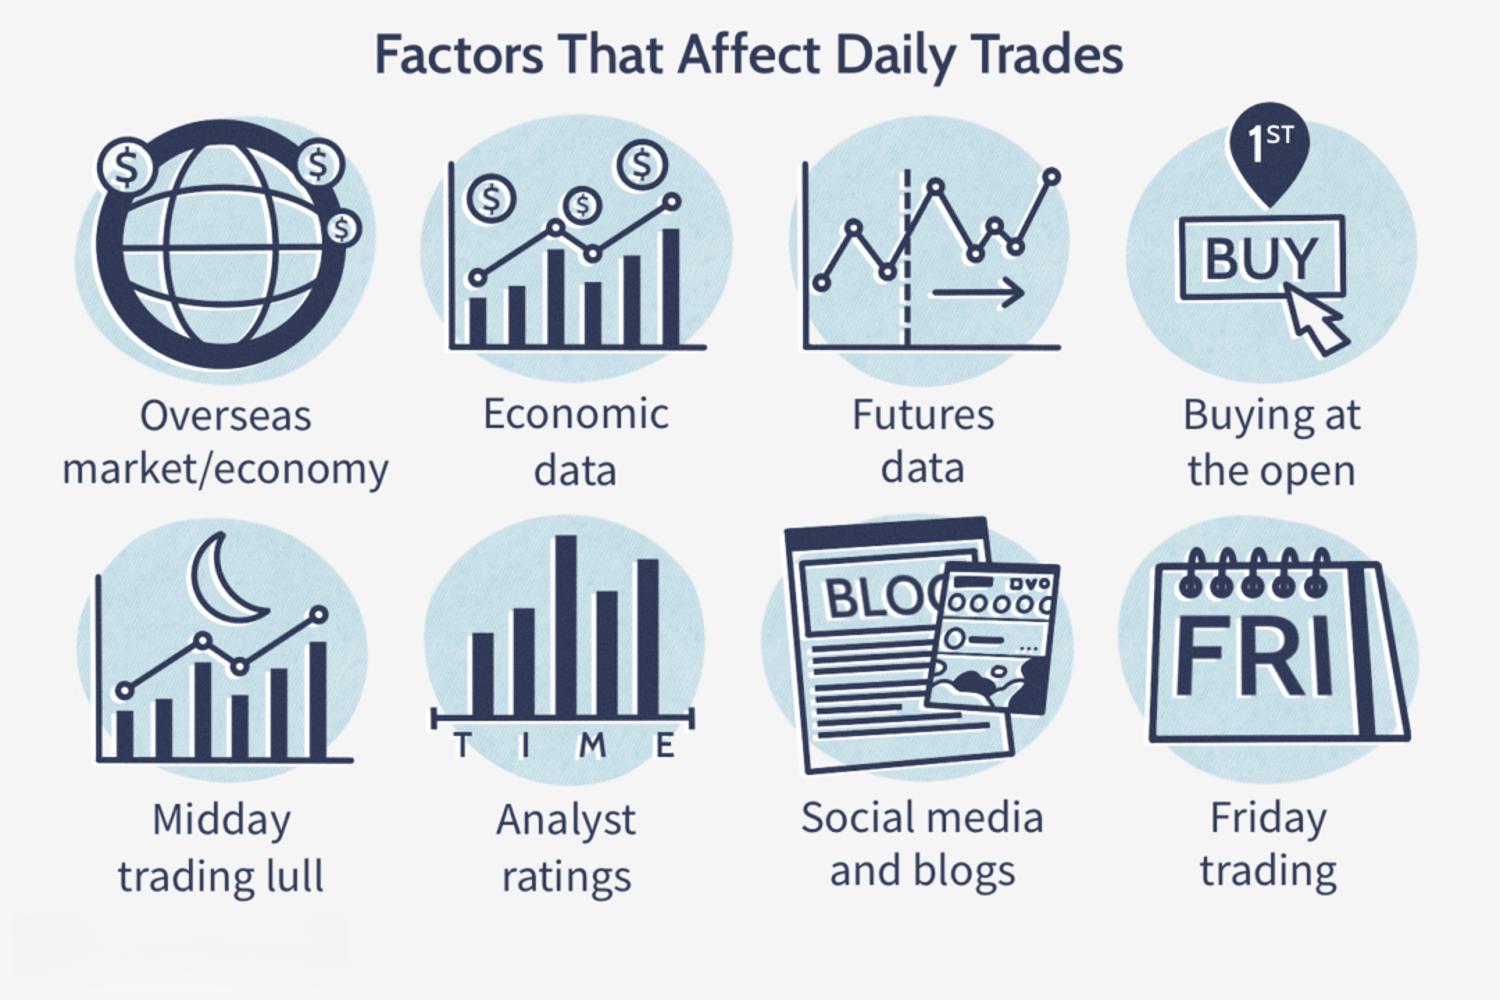 Factors That Affect Daily Trades
$ $ $
$ $ $
1ST
BUY
Overseas
market/economy
Economic
data
Futures
data
Buying at
the open
T I M E
BLOG
FRI
Midday
trading lull
Analyst
ratings
Social media
and blogs
Friday
trading